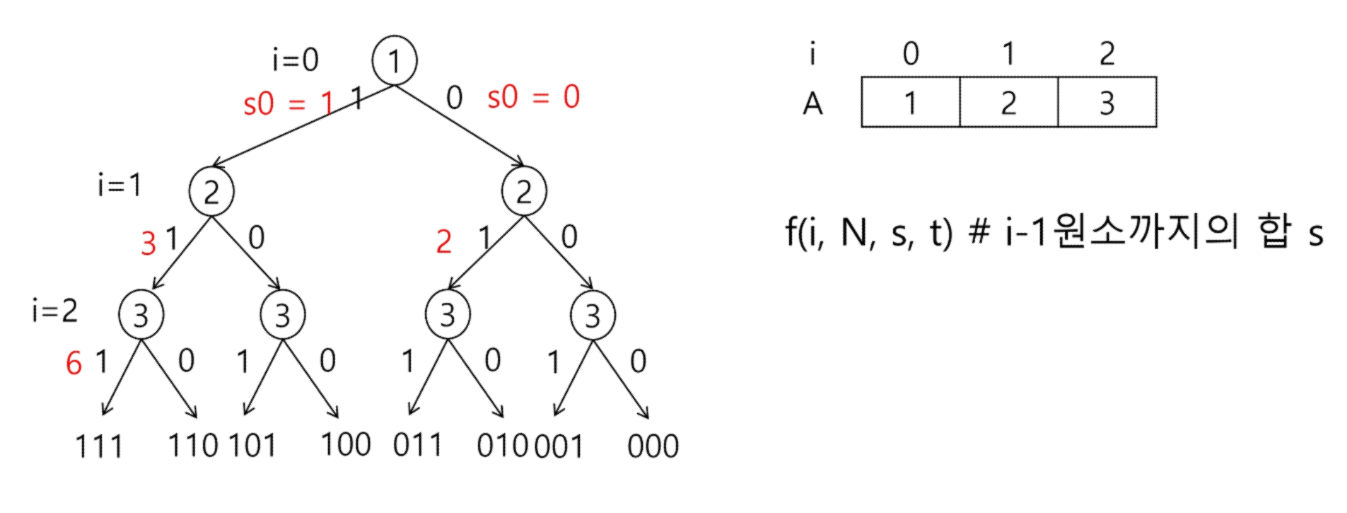 i=0 1
s0 = 1 1 0 s0 = 0
i=1 2 2
3 1 0 2 1 0
i=2 3 3 3 3
6 1 0 1 0 1 0 1 0
111 110 101 100 011 010 001 000
i 0 1 2
A 1 2 3
f(i, N, s, t) # i-1원소까지의 합 s